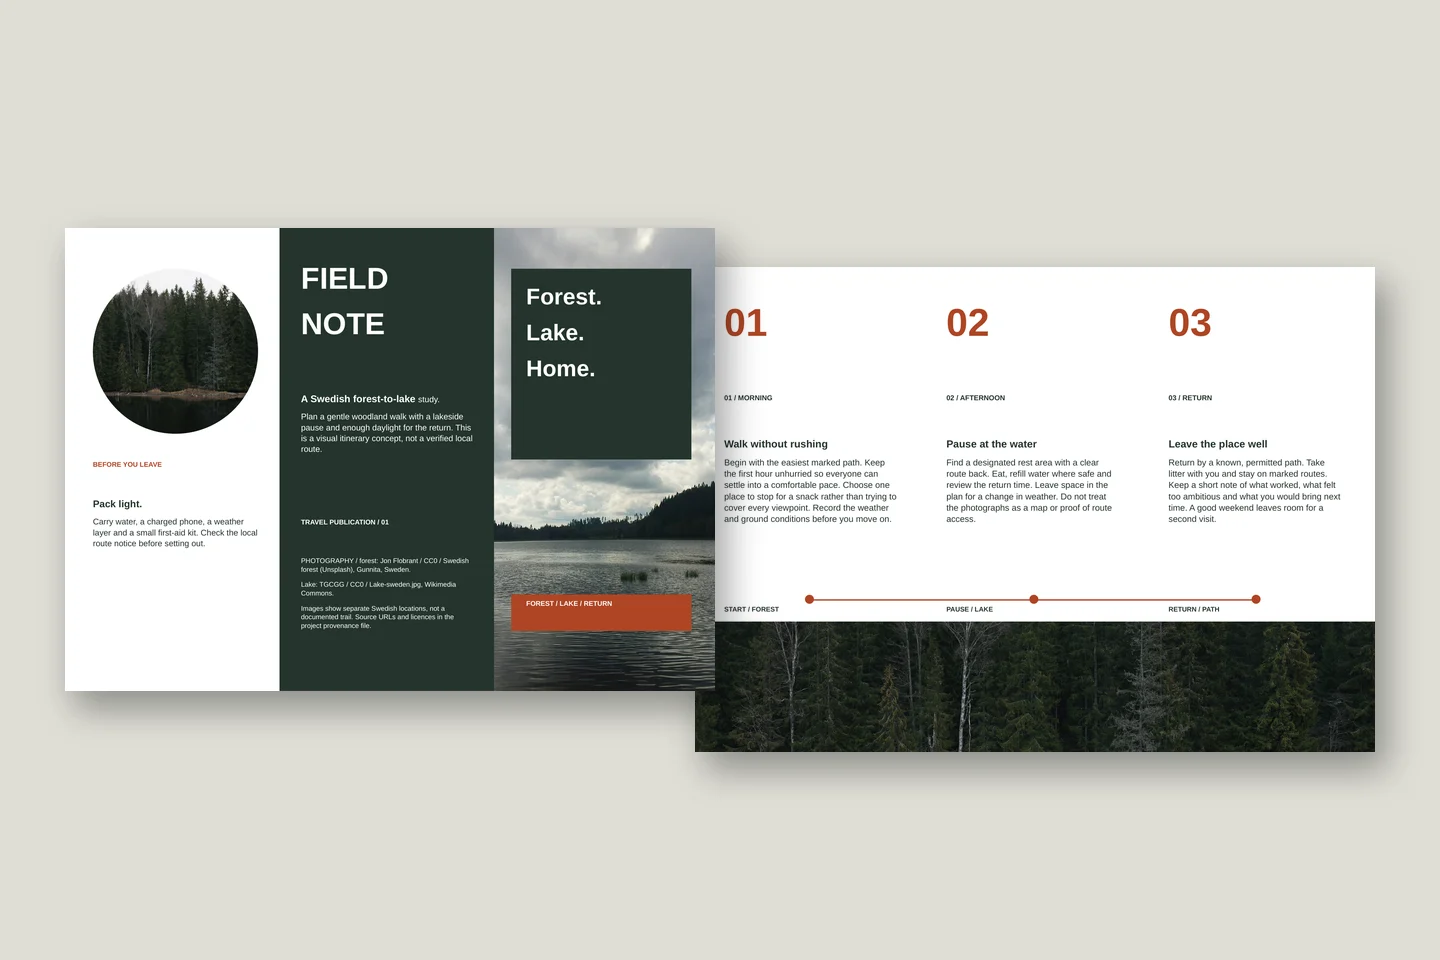 BEFORE YOU LEAVE
Pack light.
Carry water, a charged phone, a weather
layer and a small first-aid kit. Check the local
route notice before setting out.
FIELD
NOTE
A Swedish forest-to-lake study.
Plan a gentle woodland walk with a lakeside
pause and enough daylight for the return. This
is a visual itinerary concept, not a verified local
route.
TRAVEL PUBLICATION / 01
PHOTOGRAPHY / forest: Jon Flobrant / CC0 / Swedish
forest (Unsplash), Gunnita, Sweden.
Lake: TGCGG / CC0 / Lake-sweden.jpg, Wikimedia
Commons.
Images show separate Swedish locations, not a
documented trail. Source URLs and licences in the
project provenance file.
Forest.
Lake.
Home.
FOREST / LAKE / RETURN
01
01 / MORNING
Walk without rushing
Begin with the easiest marked path. Keep
the first hour unhurried so everyone can
settle into a comfortable pace. Choose one
place to stop for a snack rather than trying to
cover every viewpoint. Record the weather
and ground conditions before you move on.
START / FOREST
02
02 / AFTERNOON
Pause at the water
Find a designated rest area with a clear
route back. Eat, refill water where safe and
review the return time. Leave space in the
plan for a change in weather. Do not treat
the photographs as a map or proof of route
access.
PAUSE / LAKE
03
03 / RETURN
Leave the place well
Return by a known, permitted path. Take
litter with you and stay on marked routes.
Keep a short note of what worked, what felt
too ambitious and what you would bring next
time. A good weekend leaves room for a
second visit.
RETURN / PATH